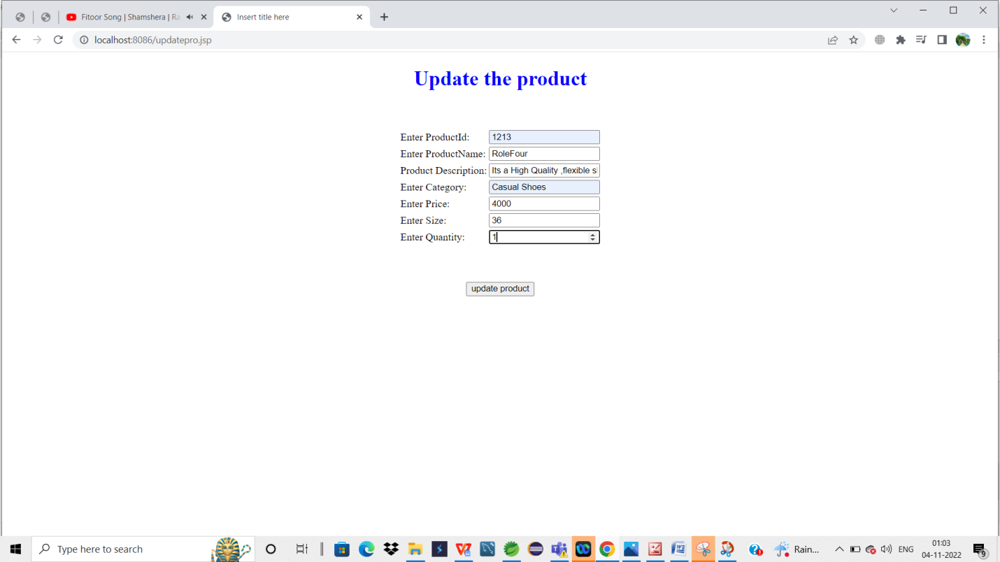 Fitoor Song | Shamshera | Ra
Insert title here
localhost:8086/updatepro.jsp
Update the product
Enter ProductId: 1213
Enter ProductName: RoleFour
Product Description: Its a High Quality ,flexible s
Enter Category: Casual Shoes
Enter Price: 4000
Enter Size: 36
Enter Quantity: 1
update product
Type here to search
Rain...
ENG
01:03
04-11-2022
9